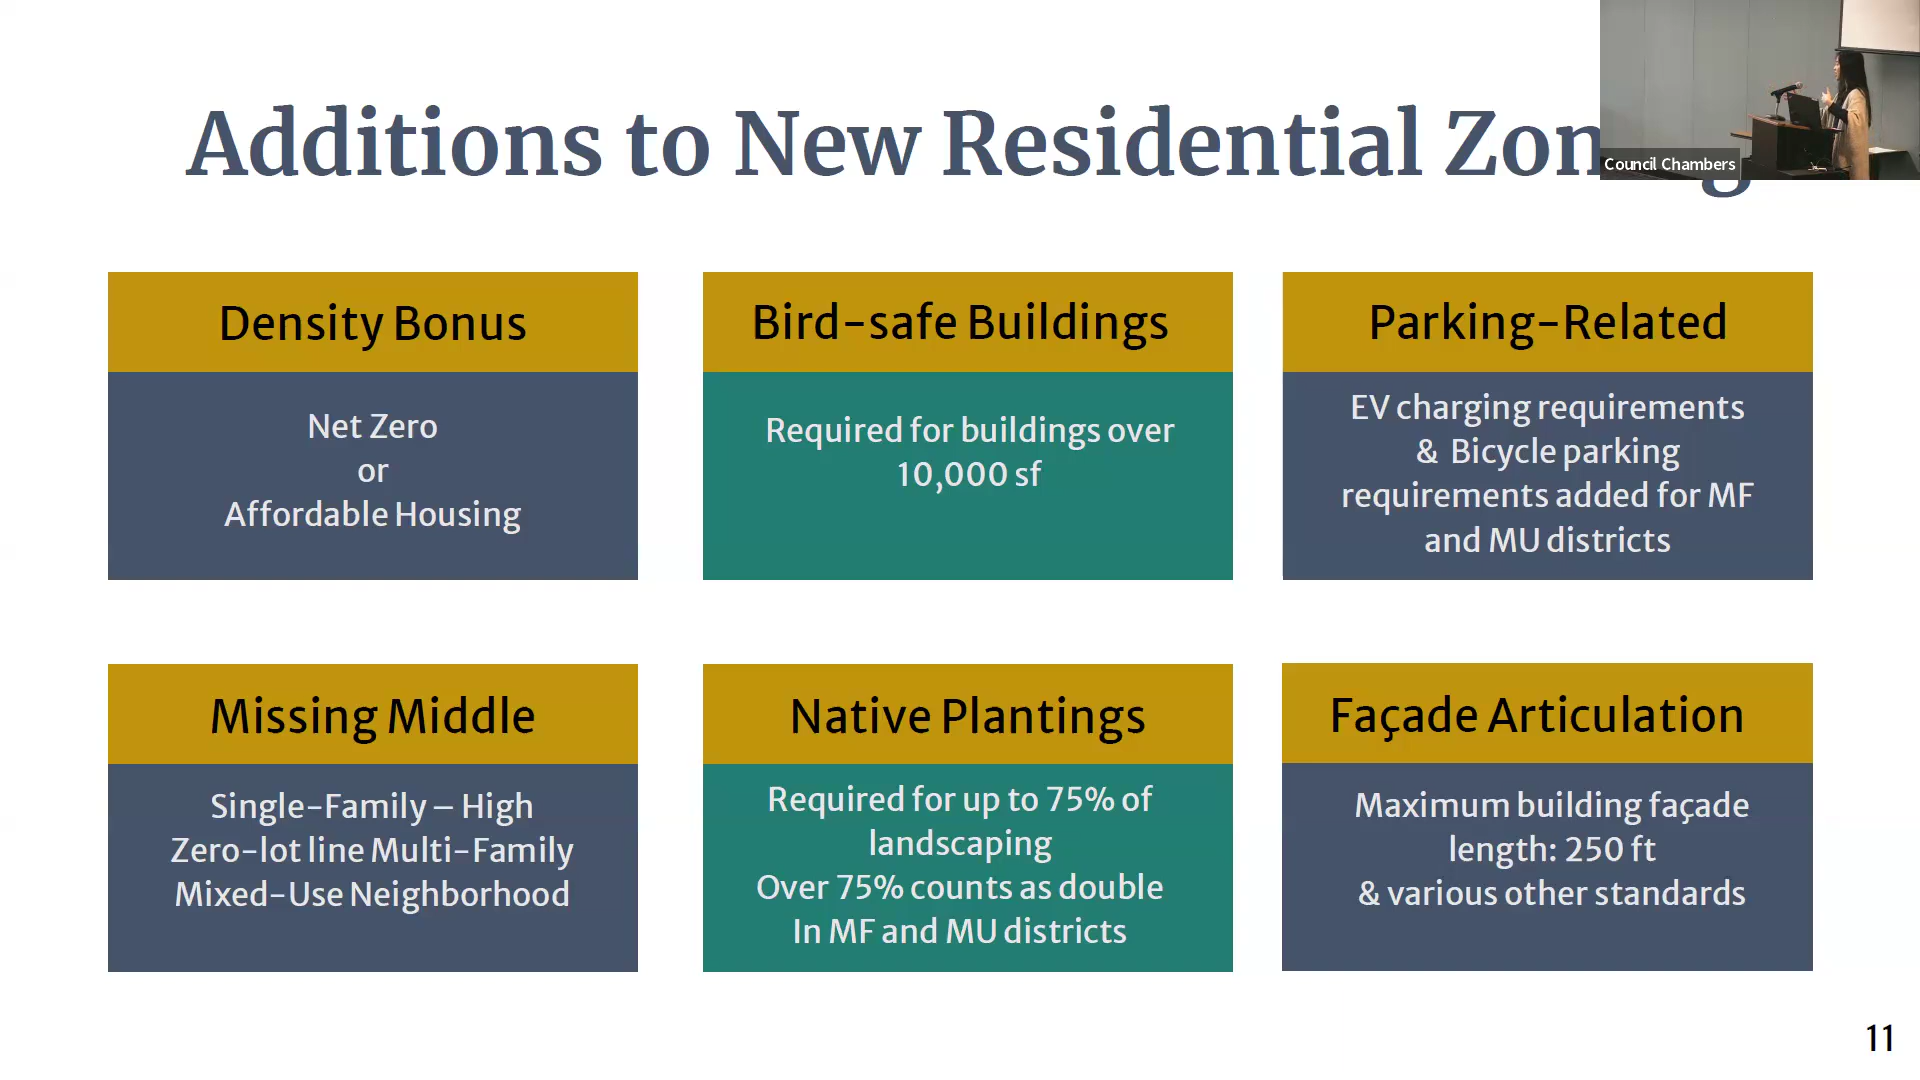 Additions to New Residential
Council Chambers
Density Bonus
Net Zero
or
Affordable Housing
Bird-safe Buildings
Required for buildings over
10,000 sf
Parking-Related
EV charging requirements
& Bicycle parking
requirements added for MF
and MU districts
Missing Middle
Single-Family – High
Zero-lot line Multi-Family
Mixed-Use Neighborhood
Native Plantings
Required for up to 75% of
landscaping
Over 75% counts as double
In MF and MU districts
Façade Articulation
Maximum building façade
length: 250 ft
& various other standards
11